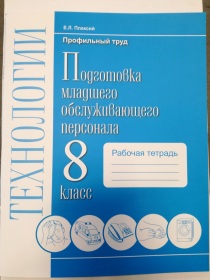 Е.Л. Плаксий
Профильный труд
ТЕХНОЛОГИИ
Подготовка
младшего
обслуживающего
персонала
8
класс
Рабочая тетрадь